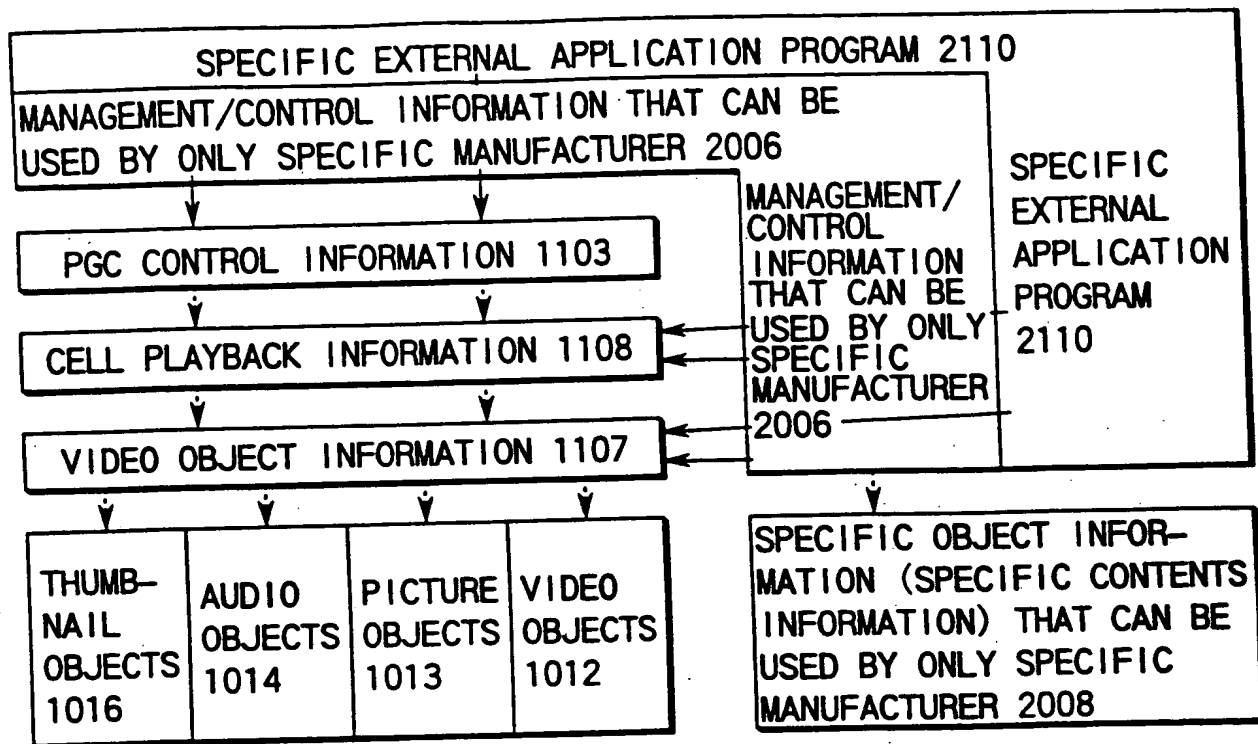 SPECIFIC EXTERNAL APPLICATION PROGRAM 2110
MANAGEMENT/CONTROL INFORMATION THAT CAN BE
USED BY ONLY SPECIFIC MANUFACTURER 2006
PGC CONTROL INFORMATION 1103
CELL PLAYBACK INFORMATION 1108
VIDEO OBJECT INFORMATION 1107
MANAGEMENT/
CONTROL
INFORMATION
THAT CAN BE
USED BY ONLY
SPECIFIC
MANUFACTURER
2006
SPECIFIC
EXTERNAL
APPLICATION
PROGRAM
2110
THUMB-
NAIL
OBJECTS
1016
AUDIO
OBJECTS
1014
PICTURE
OBJECTS
1013
VIDEO
OBJECTS
1012
SPECIFIC OBJECT INFOR-
MATION (SPECIFIC CONTENTS
INFORMATION) THAT CAN BE
USED BY ONLY SPECIFIC
MANUFACTURER 2008